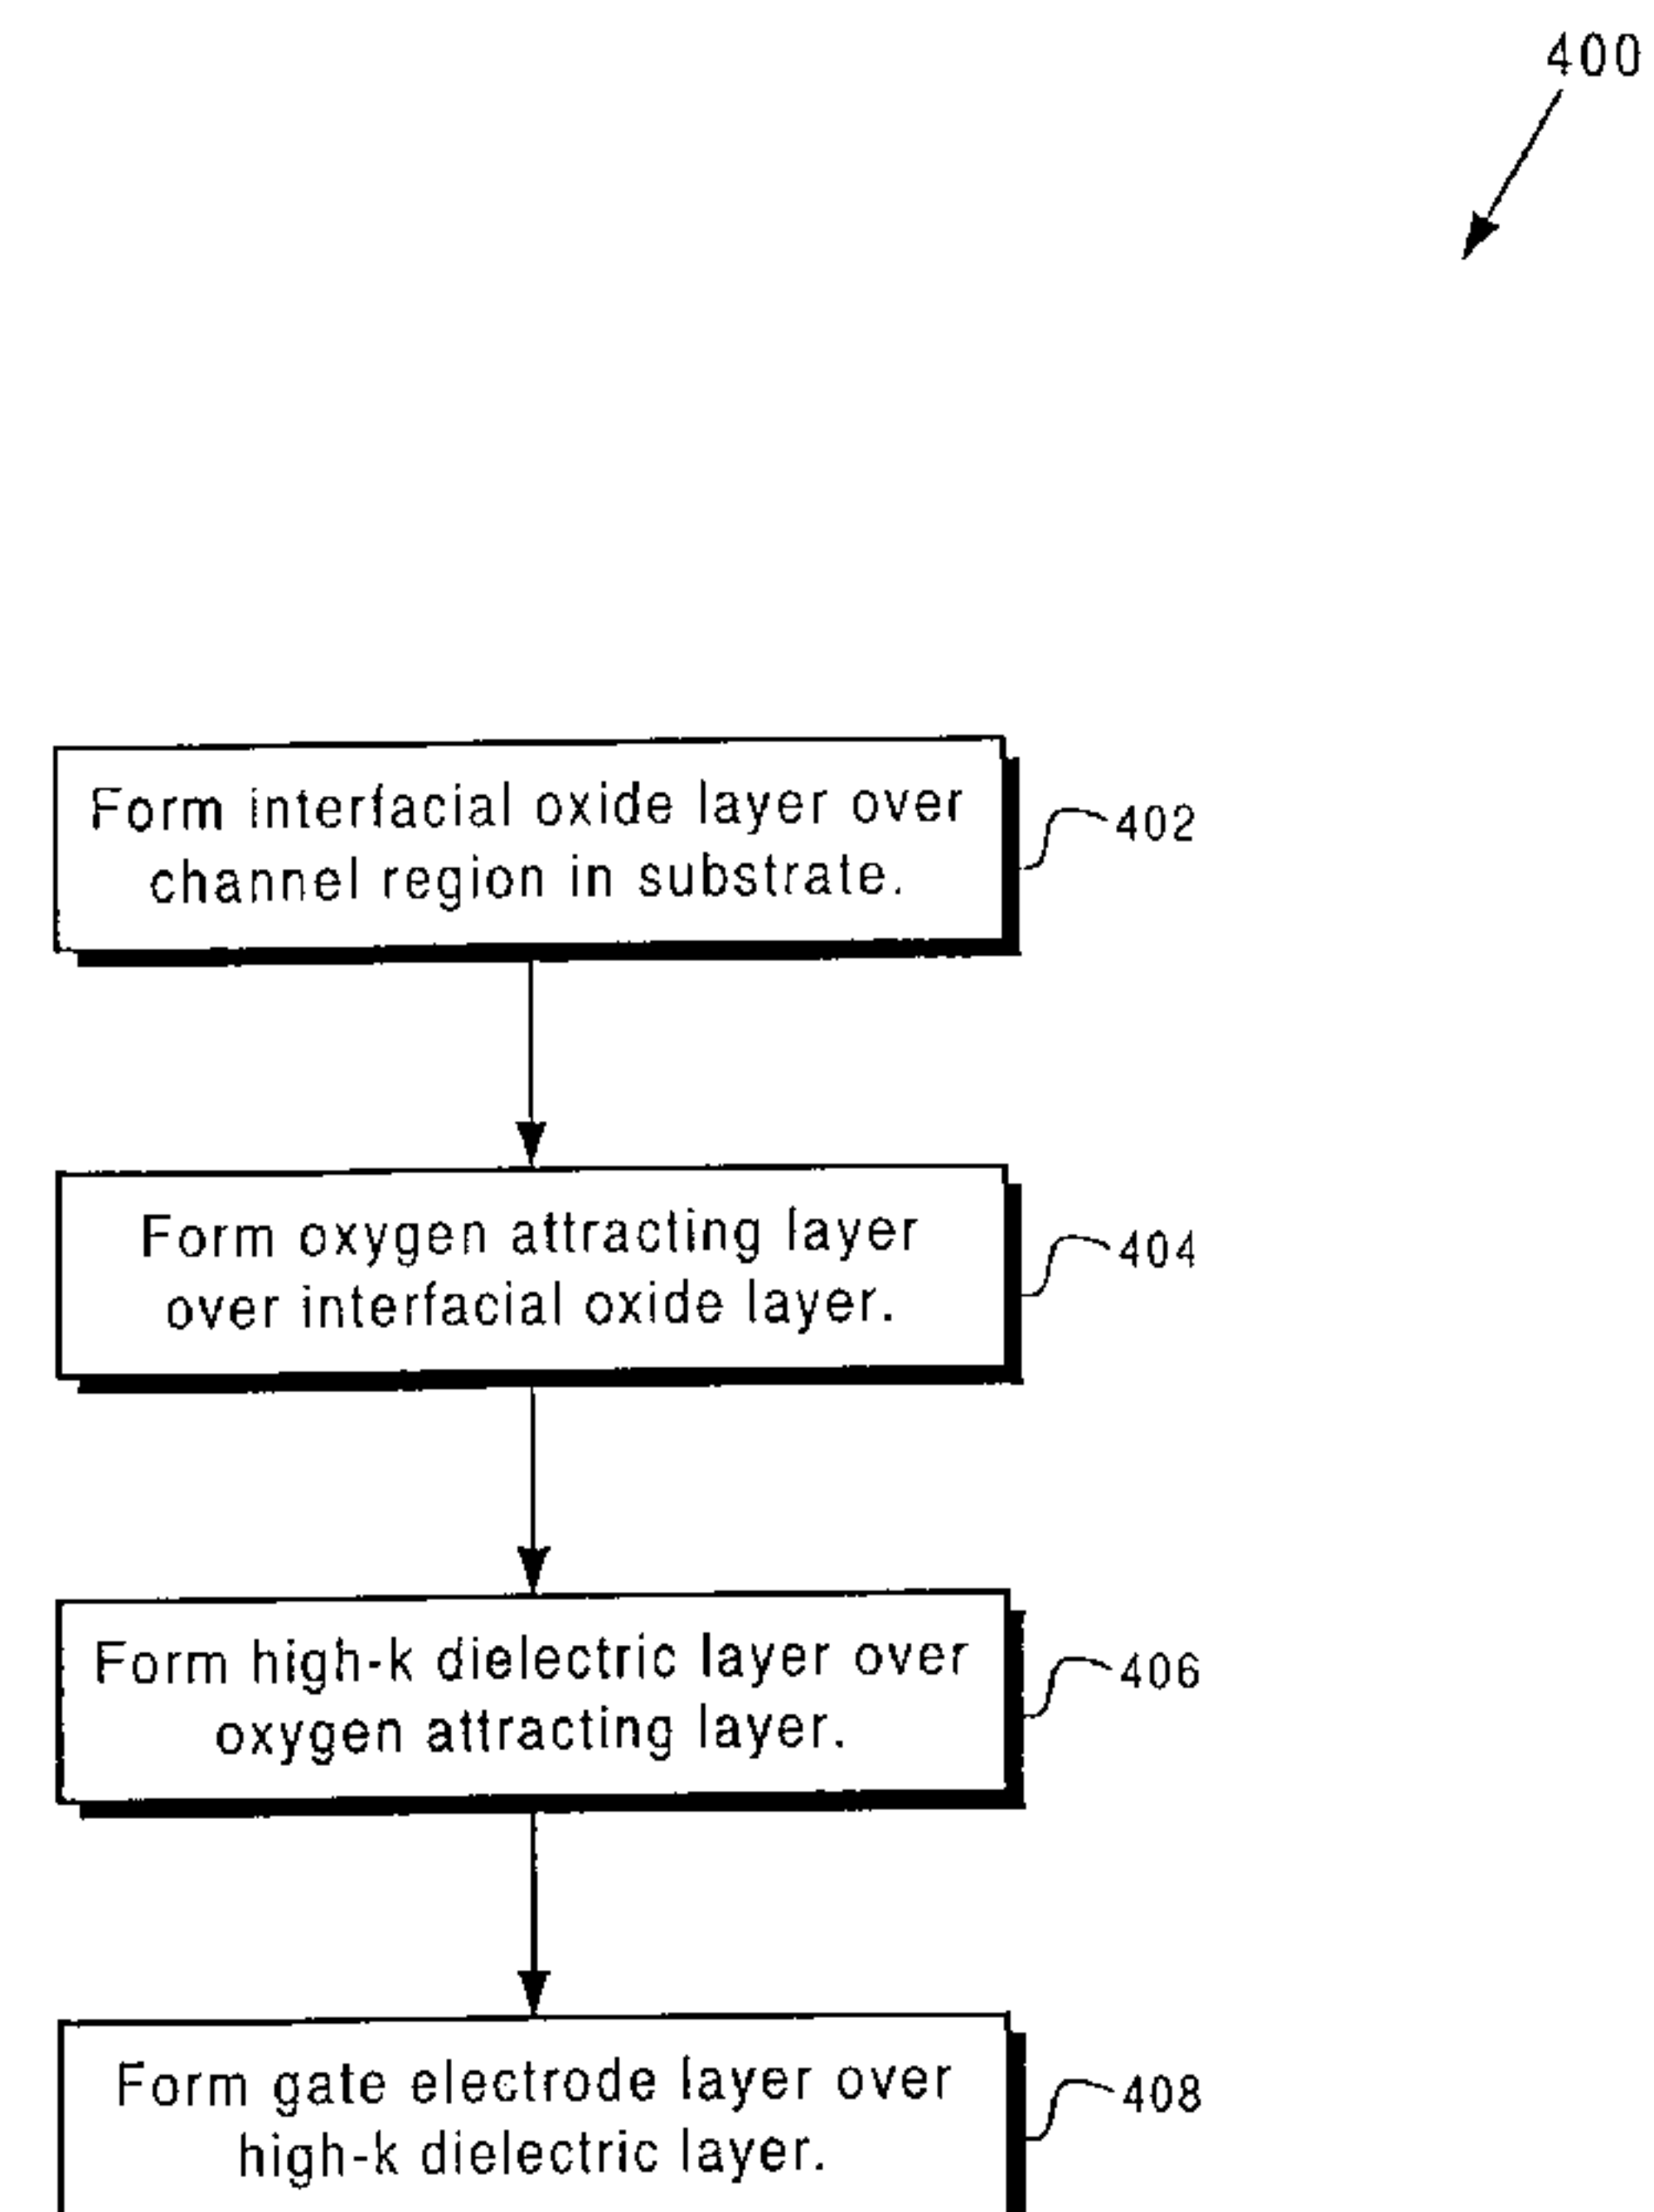 400
Form interfacial oxide layer over
channel region in substrate.
402
Form oxygen attracting layer
over interfacial oxide layer.
404
Form high-k dielectric layer over
oxygen attracting layer.
406
Form gate electrode layer over
high-k dielectric layer.
408